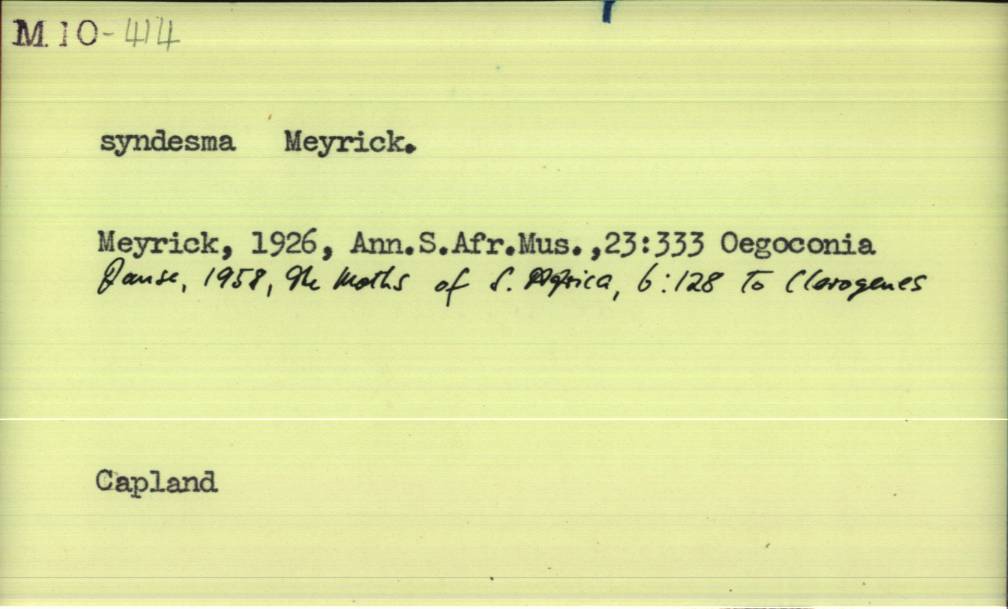 M.10-414
syndesma Meyrick.
Meyrick, 1926, Ann.S.Afr.Mus.,23:333 Oegoconia
Janse, 1958, The Moths of S. Africa, 6:128 To Clerogenes
Capland